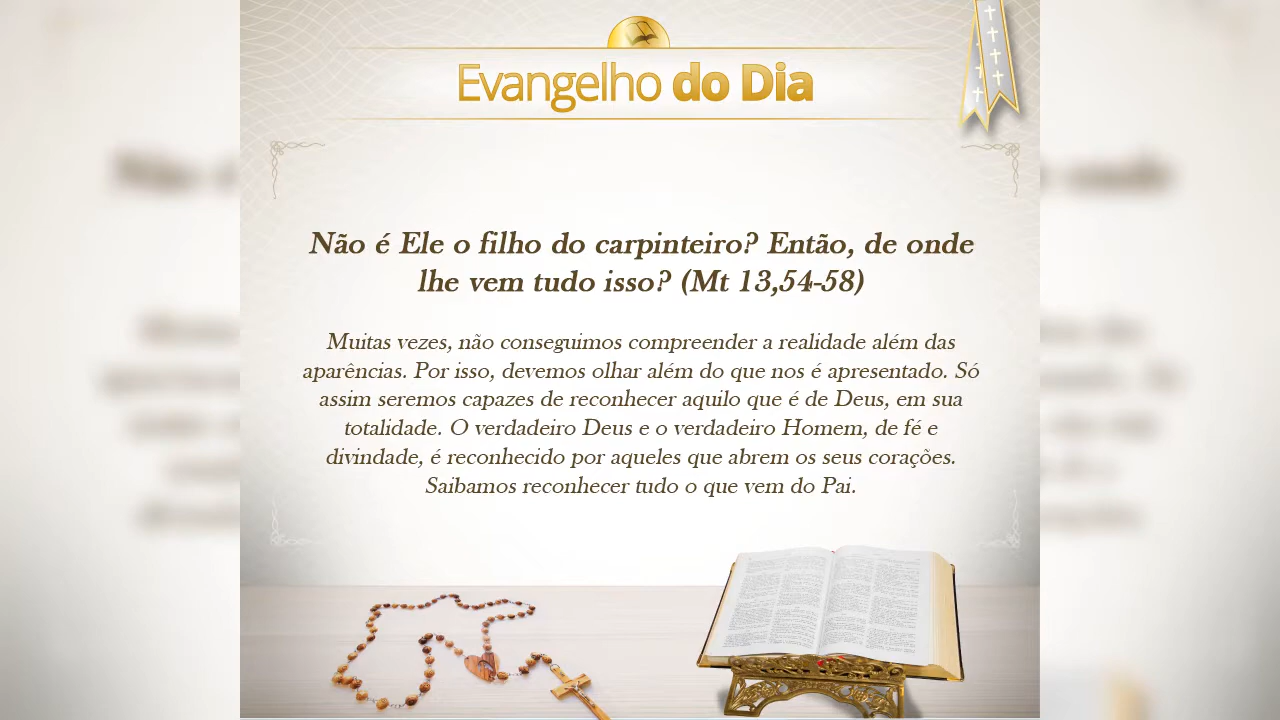 Evangelho do Dia
Não é Ele o filho do carpinteiro? Então, de onde
lhe vem tudo isso? (Mt 13,54-58)
Muitas vezes, não conseguimos compreender a realidade além das
aparências. Por isso, devemos olhar além do que nos é apresentado. Só
assim seremos capazes de reconhecer aquilo que é de Deus, em sua
totalidade. O verdadeiro Deus e o verdadeiro Homem, de fé e
divindade, é reconhecido por aqueles que abrem os seus corações.
Saibamos reconhecer tudo o que vem do Pai.